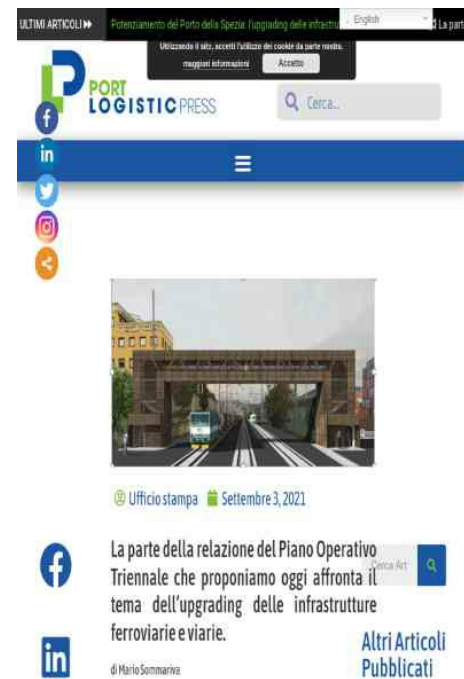 ULTIMI ARTICOLI
Potenziamento del Porto della Spezia: l'upgrading delle infrastru
English
La part
Utilizzando il sito, accetti l'utilizzo dei cookie da parte nostra.
maggiori informazioni
Accetto
PORT
LOGISTIC PRESS
Cerca...
Ufficio stampa
Settembre 3, 2021
La parte della relazione del Piano Operativo
Triennale che proponiamo oggi affronta il
tema dell'upgrading delle infrastrutture
ferroviarie e viarie.
Cerca Art
Altri Articoli
Pubblicati
di Mario Sommariva